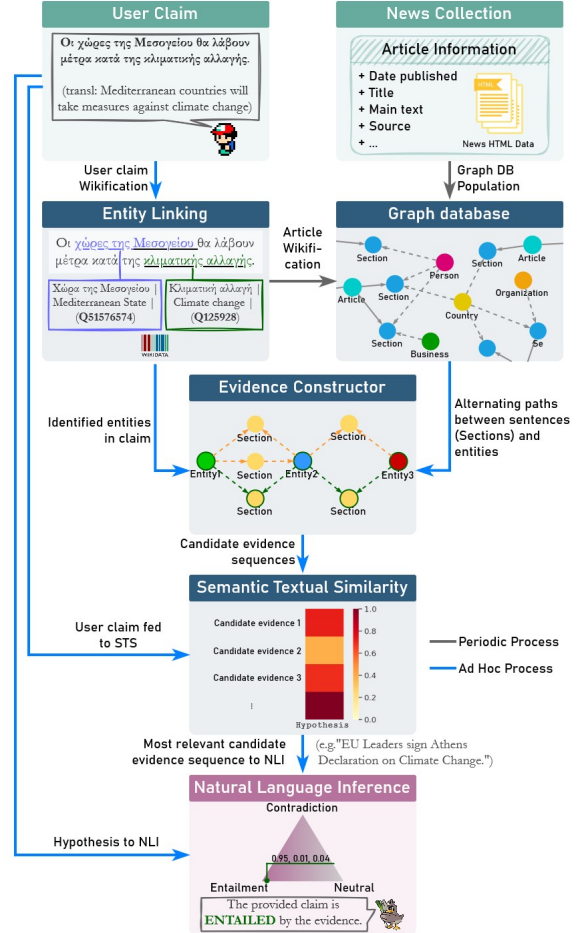 User Claim
Οι χώρες της Μεσογείου θα λάβουν
μέτρα κατά της κλιματικής αλλαγής.
(transl: Mediterranean countries will
take measures against climate change)
News Collection
Article Information
+ Date published
+ Title
+ Main text
+ Source
+ ...
HTML
News HTML Data
User claim
Wikification
Graph DB
Population
Entity Linking
Οι χώρες της Μεσογείου θα λάβουν
μέτρα κατά της κλιματικής αλλαγής.
Χώρα της Μεσογείου |
Mediterranean State |
(Q51576574)
Κλιματική αλλαγή |
Climate change |
(Q125928)
WIKIDATA
Article
Wikifi-
cation
Graph database
Section
Person
Section
Article
Article
Section
Organization
Country
Section
Business
Se
Identified entities
in claim
Evidence Constructor
Section
Section
Entity1
Section
Entity2
Entity3
Section
Section
Alternating paths
between sentences
(Sections) and
entities
Candidate evidence
sequences
Semantic Textual Similarity
Candidate evidence 1
Candidate evidence 2
Candidate evidence 3
⋮
Hypothesis
1.0
0.8
0.6
0.4
0.2
0.0
User claim fed
to STS
Periodic Process
Ad Hoc Process
Most relevant candidate
evidence sequence to NLI
(e.g."EU Leaders sign Athens
Declaration on Climate Change.")
Natural Language Inference
Contradiction
0.95, 0.01, 0.04
Entailment
Neutral
Hypothesis to NLI
The provided claim is
ENTAILED by the evidence.